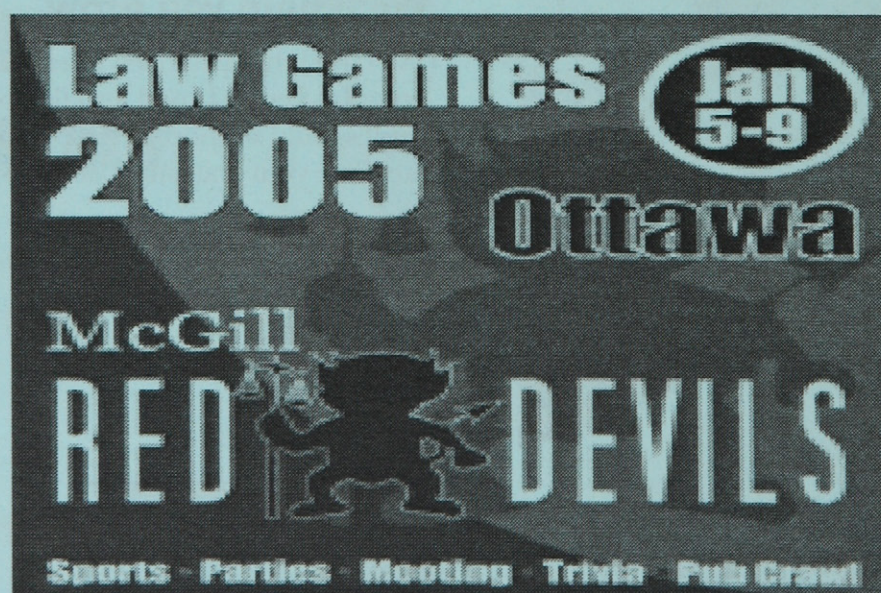 Law Games
2005
Jan
5-9
Ottawa
McGill
RED DEVILS
Sports - Parties - Mooting - Trivia - Pub Crawl